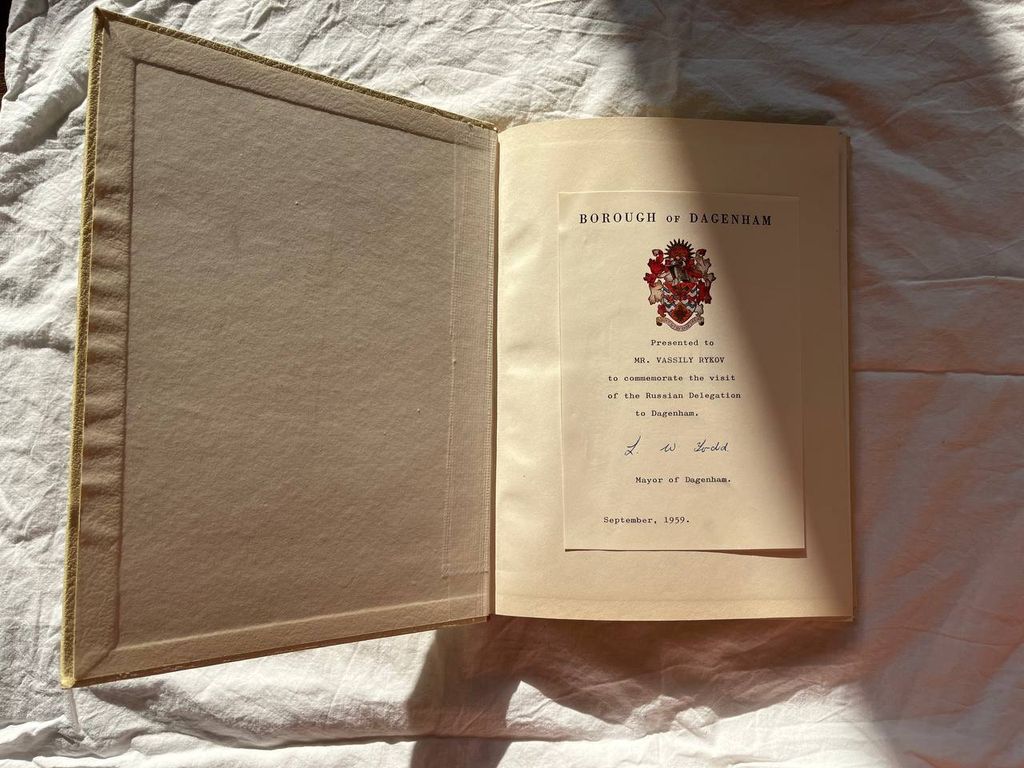 BOROUGH OF DAGENHAM
Presented to
MR. VASSILY RYKOV
to commemorate the visit
of the Russian Delegation
to Dagenham.
L. W Todd
Mayor of Dagenham.
September, 1959.